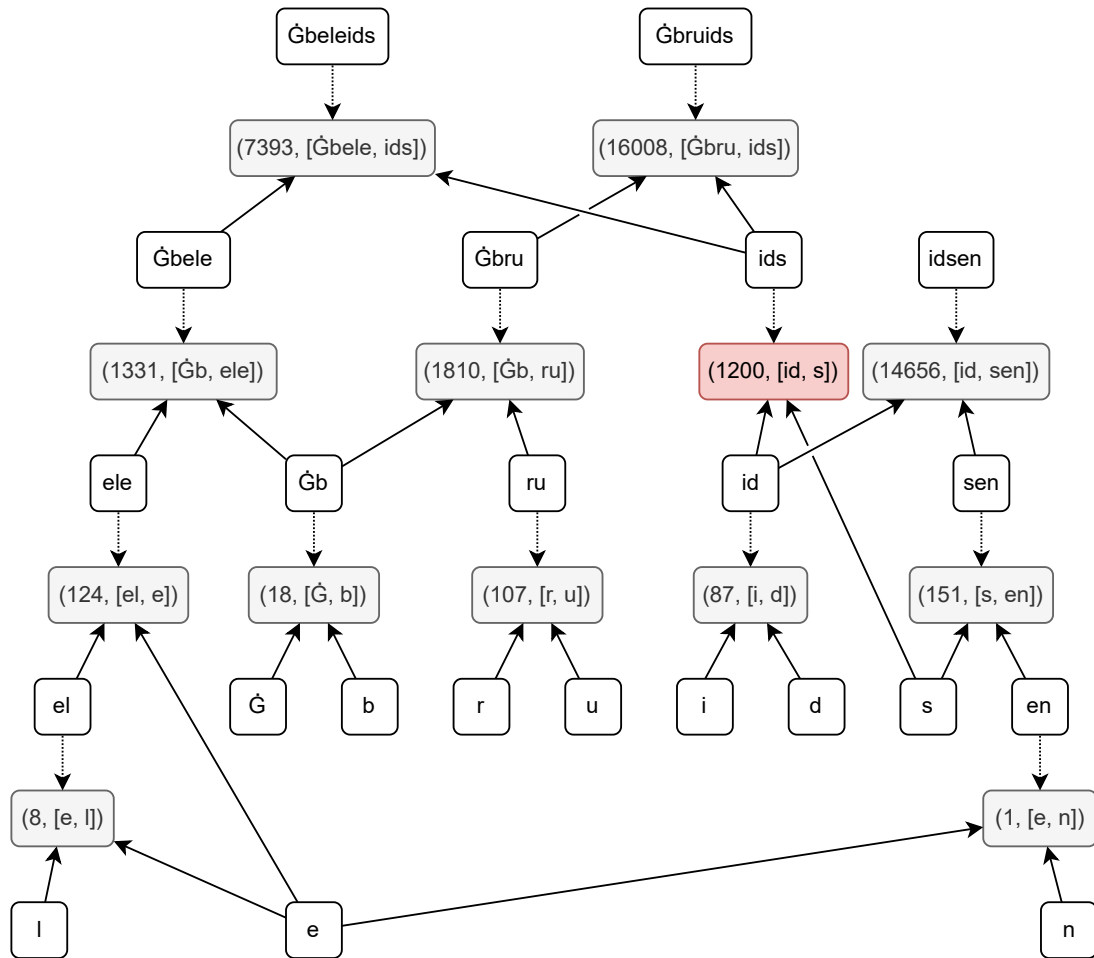 Ġbeleids Ġbruids
(7393, [Ġbele, ids]) (16008, [Ġbru, ids])
Ġbele Ġbru ids idsen
(1331, [Ġb, ele]) (1810, [Ġb, ru]) (1200, [id, s]) (14656, [id, sen])
ele Ġb ru id sen
(124, [el, e]) (18, [Ġ, b]) (107, [r, u]) (87, [i, d]) (151, [s, en])
el Ġ b r u i d s en
(8, [e, l]) (1, [e, n])
l e n